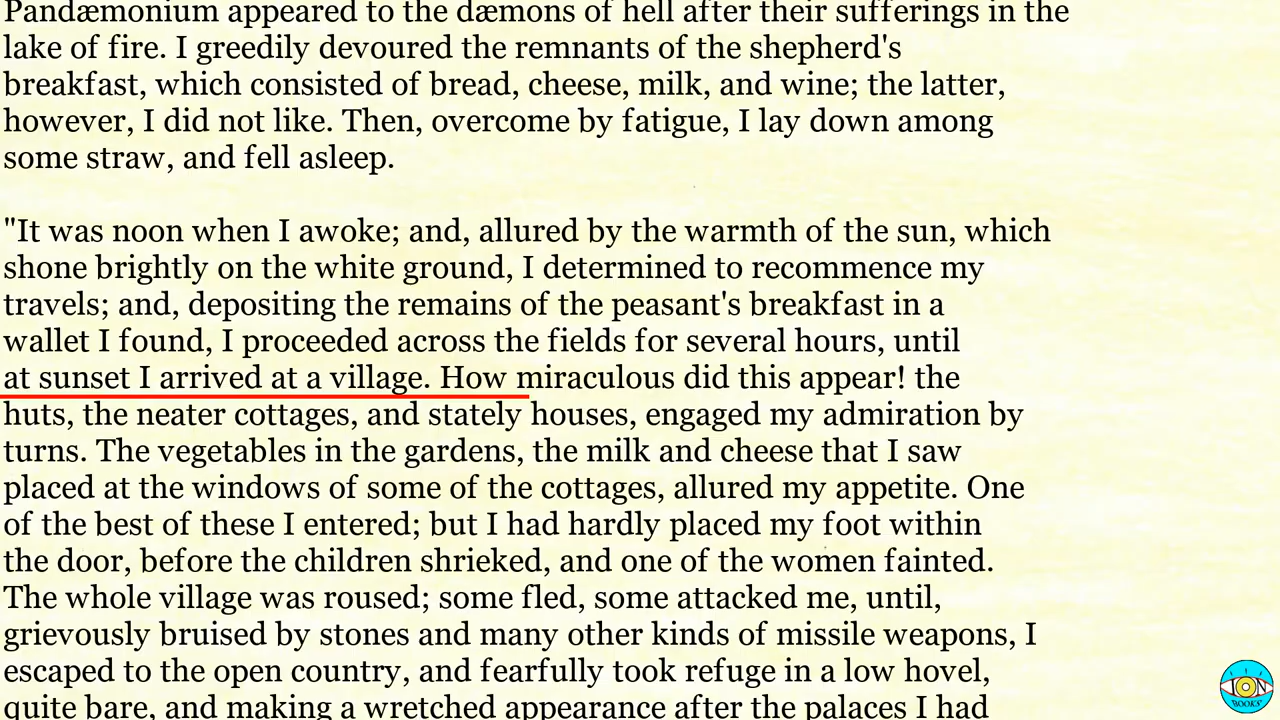 Pandæmonium appeared to the dæmons of hell after their sufferings in the
lake of fire. I greedily devoured the remnants of the shepherd's
breakfast, which consisted of bread, cheese, milk, and wine; the latter,
however, I did not like. Then, overcome by fatigue, I lay down among
some straw, and fell asleep.
"It was noon when I awoke; and, allured by the warmth of the sun, which
shone brightly on the white ground, I determined to recommence my
travels; and, depositing the remains of the peasant's breakfast in a
wallet I found, I proceeded across the fields for several hours, until
at sunset I arrived at a village. How miraculous did this appear! the
huts, the neater cottages, and stately houses, engaged my admiration by
turns. The vegetables in the gardens, the milk and cheese that I saw
placed at the windows of some of the cottages, allured my appetite. One
of the best of these I entered; but I had hardly placed my foot within
the door, before the children shrieked, and one of the women fainted.
The whole village was roused; some fled, some attacked me, until,
grievously bruised by stones and many other kinds of missile weapons, I
escaped to the open country, and fearfully took refuge in a low hovel,
quite bare, and making a wretched appearance after the palaces I had
ION
BOOKS